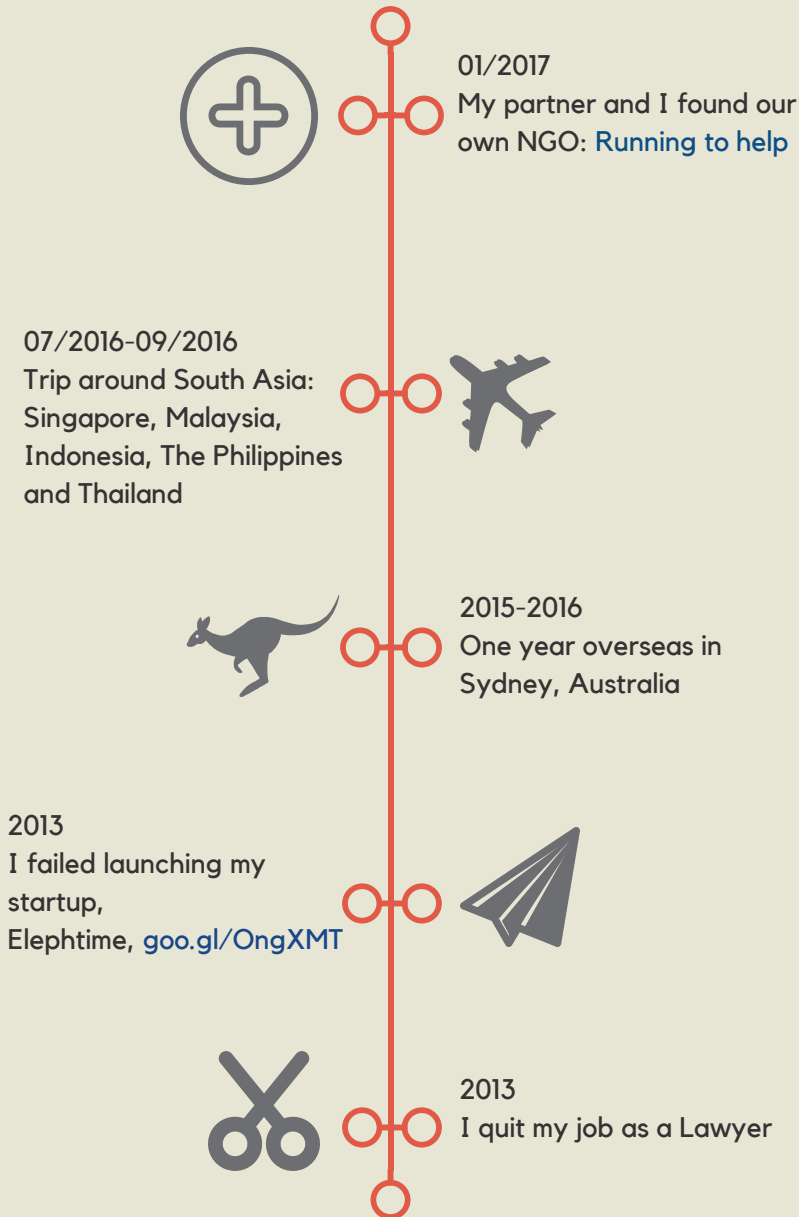 01/2017
My partner and I found our
own NGO: Running to help
07/2016-09/2016
Trip around South Asia:
Singapore, Malaysia,
Indonesia, The Philippines
and Thailand
2015-2016
One year overseas in
Sydney, Australia
2013
I failed launching my
startup,
Elephtime, goo.gl/OngXMT
2013
I quit my job as a Lawyer